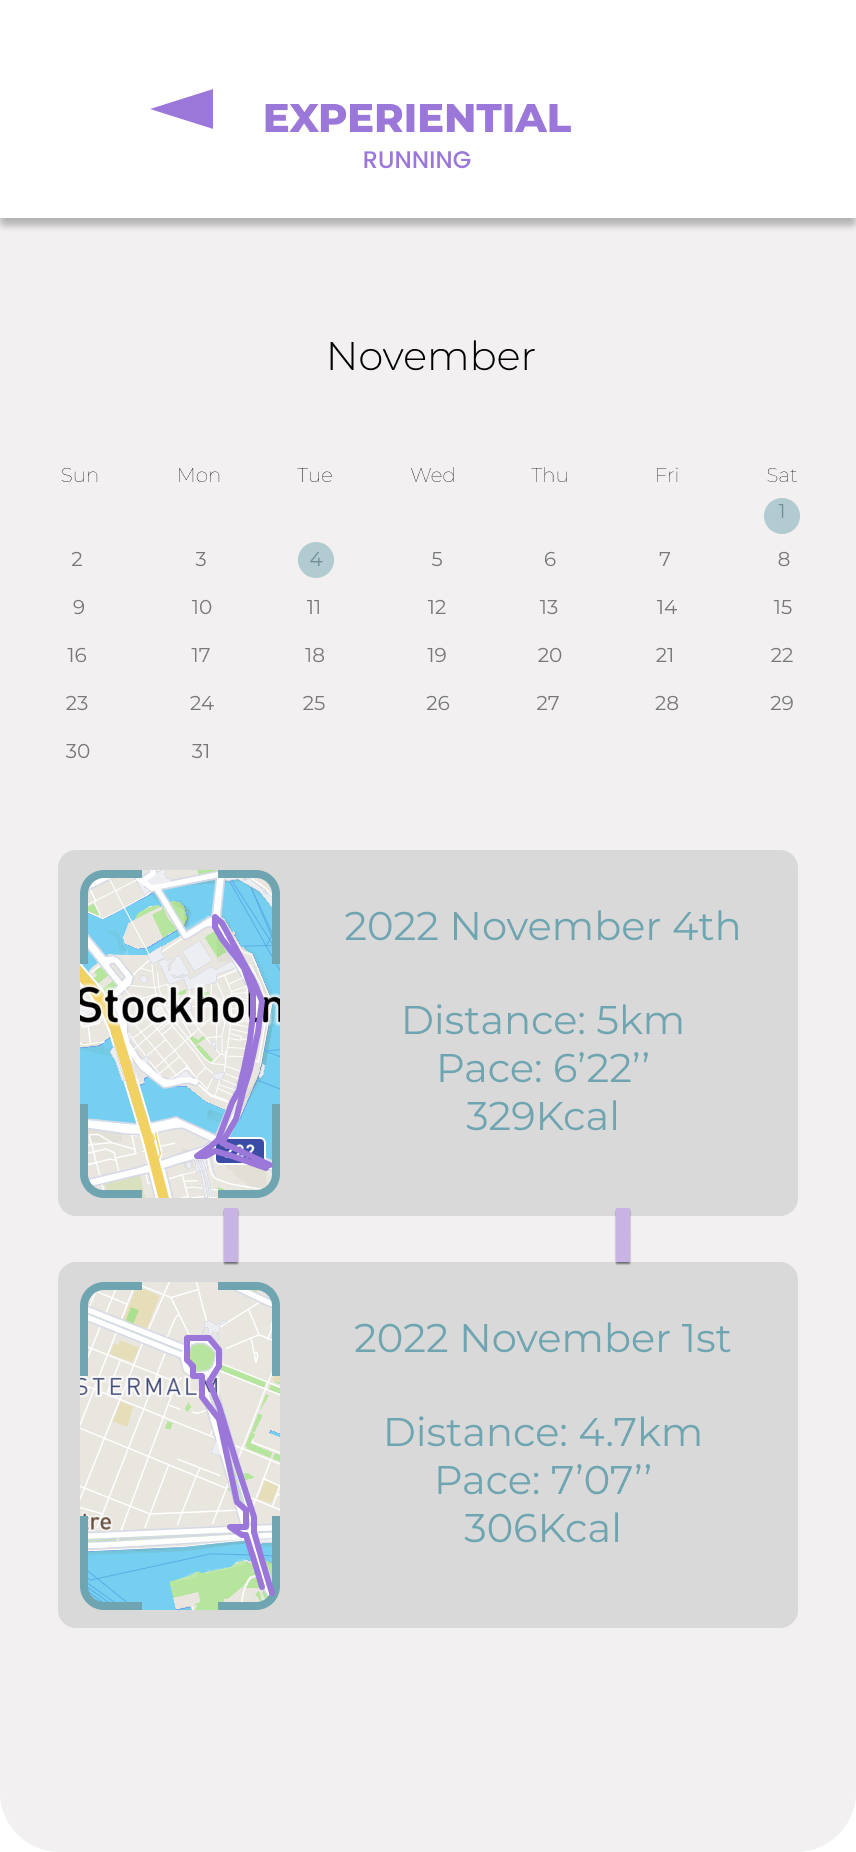 EXPERIENTIAL
RUNNING
November
Sun Mon Tue Wed Thu Fri Sat
1
2 3 4 5 6 7 8
9 10 11 12 13 14 15
16 17 18 19 20 21 22
23 24 25 26 27 28 29
30 31
2022 November 4th
Stockholm
Distance: 5km
Pace: 6’22’’
329Kcal
2022 November 1st
STERMALM
Distance: 4.7km
Pace: 7’07’’
306Kcal
tre